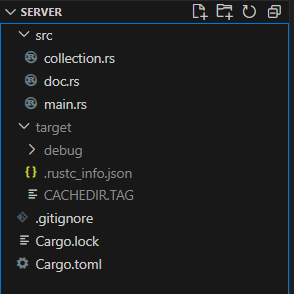 SERVER
src
collection.rs
doc.rs
main.rs
target
debug
{} .rustc_info.json
CACHEDIR.TAG
.gitignore
Cargo.lock
Cargo.toml